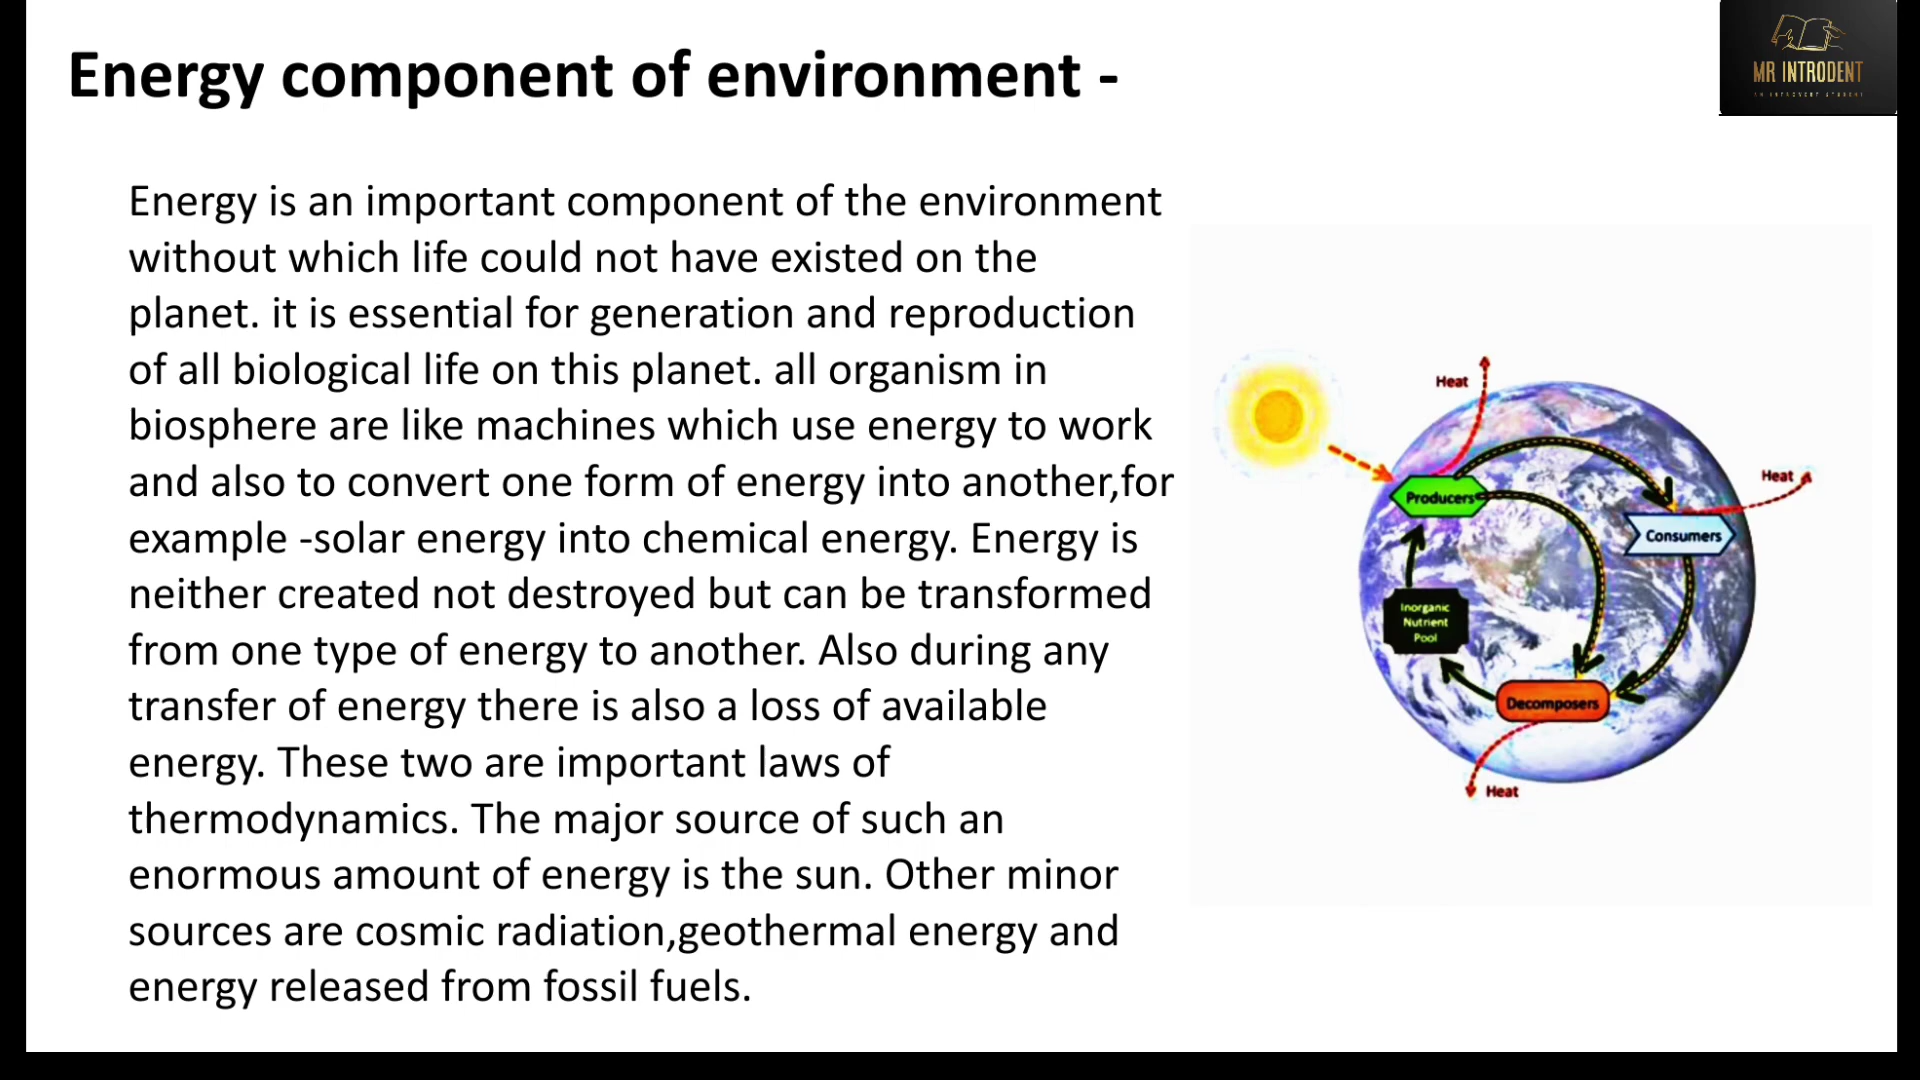 Energy component of environment -
MR INTRODENT
Energy is an important component of the environment
without which life could not have existed on the
planet. it is essential for generation and reproduction
of all biological life on this planet. all organism in
biosphere are like machines which use energy to work
and also to convert one form of energy into another,for
example -solar energy into chemical energy. Energy is
neither created not destroyed but can be transformed
from one type of energy to another. Also during any
transfer of energy there is also a loss of available
energy. These two are important laws of
thermodynamics. The major source of such an
enormous amount of energy is the sun. Other minor
sources are cosmic radiation,geothermal energy and
energy released from fossil fuels.
Heat
Heat
Producers
Consumers
Inorganic
Nutrient
Pool
Decomposers
Heat